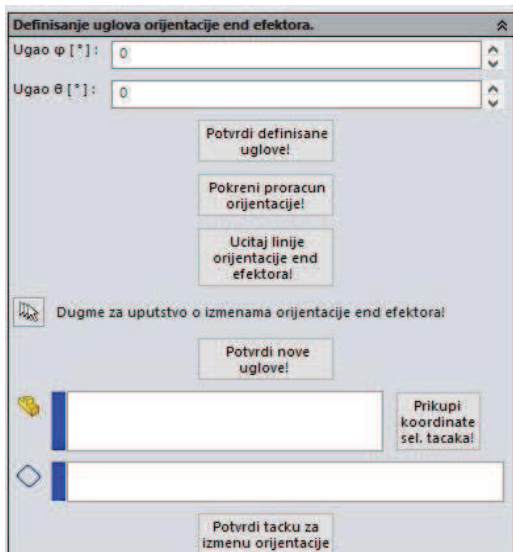 Definisanje uglova orijentacije end efektora.
Ugao φ [°]: 0
Ugao θ [°]: 0
Potvrdi definisane
uglove!
Pokreni proracun
orijentacije!
Ucitaj linije
orijentacije end
efektora!
Dugme za uputstvo o izmenama orijentacije end efektora!
Potvrdi nove
uglove!
Prikupi
koordinate
sel. tacaka!
Potvrdi tacku za
izmenu orijentacije